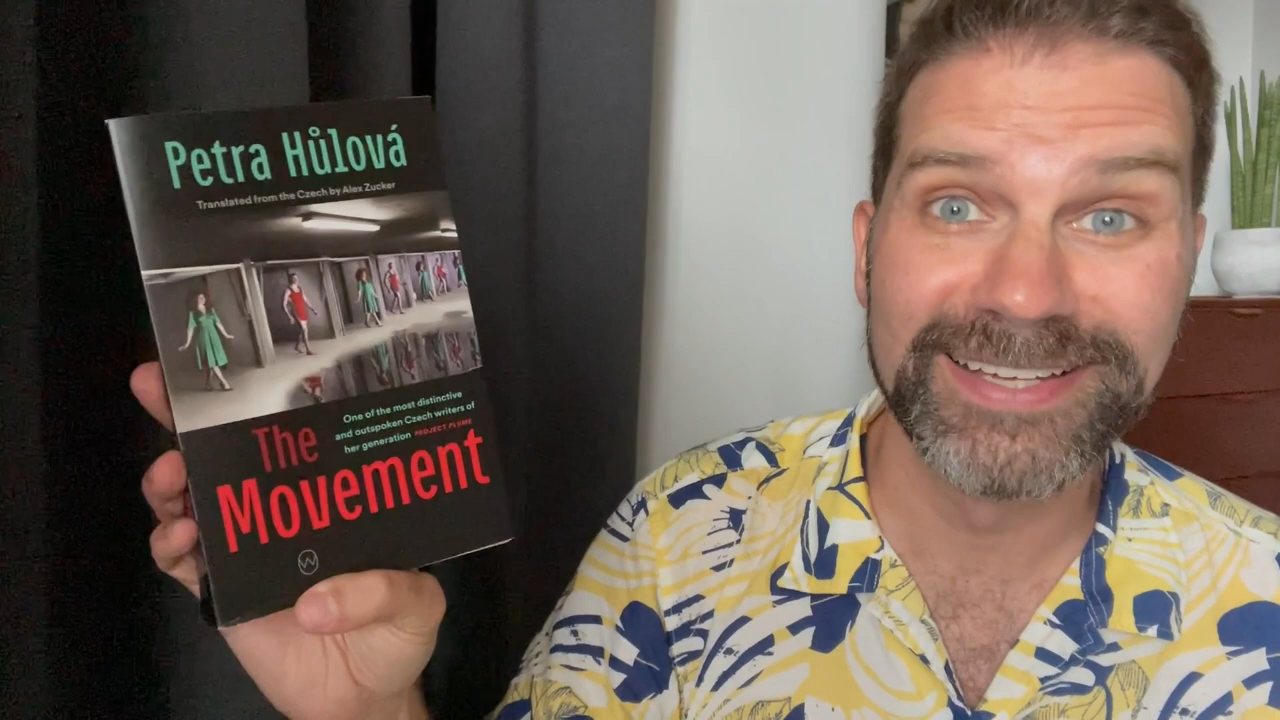 Petra Hůlová
Translated from the Czech by Alex Zucker
One of the most distinctive
and outspoken Czech writers of
her generation PROJECT PLUME
The
Movement
W